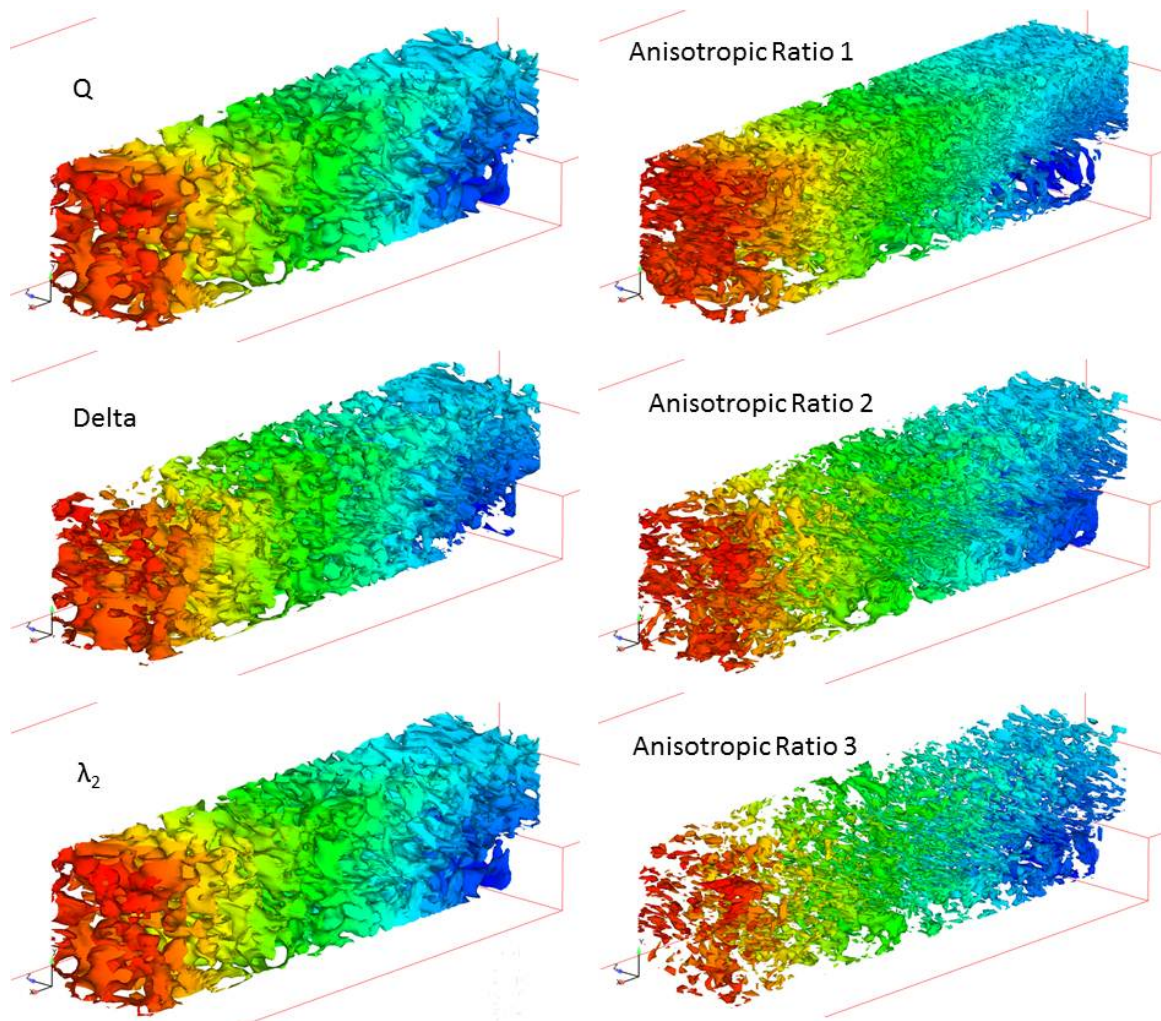 Q
Anisotropic Ratio 1
Delta
Anisotropic Ratio 2
λ₂
Anisotropic Ratio 3